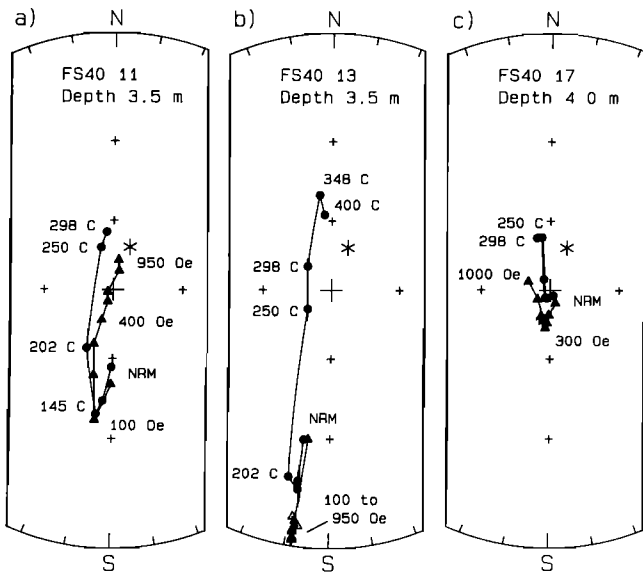 a)
N
FS40 11
Depth 3.5 m
298 C
250 C
950 Oe
400 Oe
202 C
NRM
145 C
100 Oe
S
b)
N
FS40 13
Depth 3.5 m
348 C
400 C
298 C
250 C
NRM
202 C
100 to
950 Oe
S
c)
N
FS40 17
Depth 4 0 m
250 C
298 C
1000 Oe
NRM
300 Oe
S